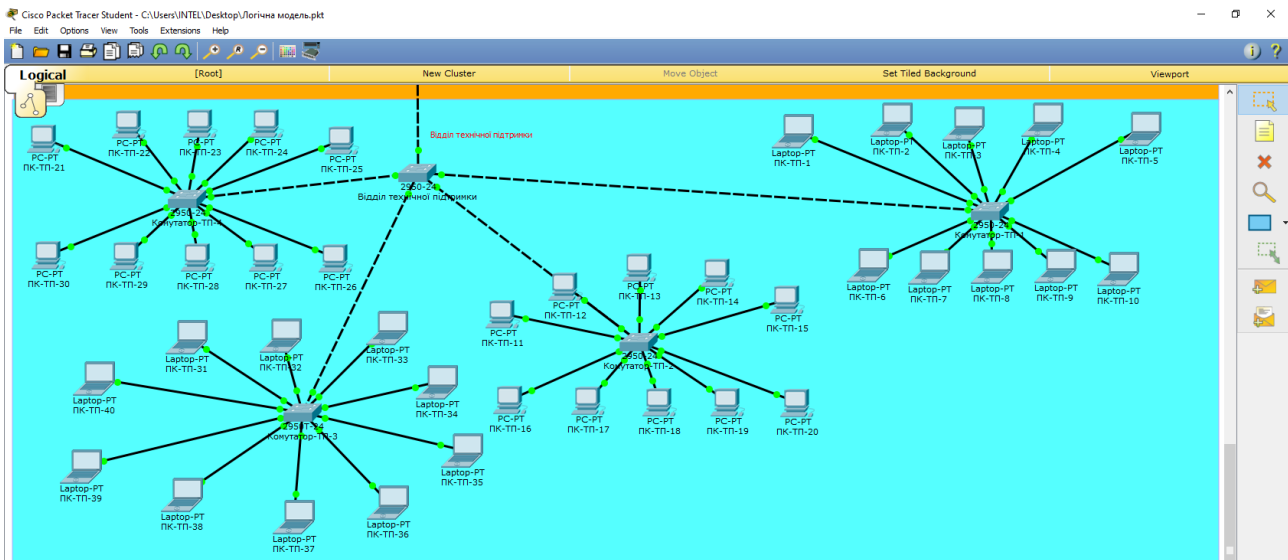 Cisco Packet Tracer Student - C:\Users\INTEL\Desktop\Логічна модель.pkt
File Edit Options View Tools Extensions Help
Logical [Root] New Cluster Move Object Set Tiled Background Viewport
Відділ технічної підтримки
2950-24
Відділ технічної підтримки
PC-PT
ПК-ТП-21
PC-PT
ПК-ТП-22
PC-PT
ПК-ТП-23
PC-PT
ПК-ТП-24
PC-PT
ПК-ТП-25
2950-24
Комутатор-ТП-4
PC-PT
ПК-ТП-30
PC-PT
ПК-ТП-29
PC-PT
ПК-ТП-28
PC-PT
ПК-ТП-27
PC-PT
ПК-ТП-26
Laptop-PT
ПК-ТП-1
Laptop-PT
ПК-ТП-2
Laptop-PT
ПК-ТП-3
Laptop-PT
ПК-ТП-4
Laptop-PT
ПК-ТП-5
2950-24
Комутатор-ТП-1
Laptop-PT
ПК-ТП-6
Laptop-PT
ПК-ТП-7
Laptop-PT
ПК-ТП-8
Laptop-PT
ПК-ТП-9
Laptop-PT
ПК-ТП-10
PC-PT
ПК-ТП-11
PC-PT
ПК-ТП-12
PC-PT
ПК-ТП-13
PC-PT
ПК-ТП-14
PC-PT
ПК-ТП-15
2950-24
Комутатор-ТП-2
PC-PT
ПК-ТП-16
PC-PT
ПК-ТП-17
PC-PT
ПК-ТП-18
PC-PT
ПК-ТП-19
PC-PT
ПК-ТП-20
Laptop-PT
ПК-ТП-31
Laptop-PT
ПК-ТП-32
Laptop-PT
ПК-ТП-33
Laptop-PT
ПК-ТП-40
Laptop-PT
ПК-ТП-34
2950T-24
Комутатор-ТП-3
Laptop-PT
ПК-ТП-35
Laptop-PT
ПК-ТП-39
Laptop-PT
ПК-ТП-38
Laptop-PT
ПК-ТП-37
Laptop-PT
ПК-ТП-36